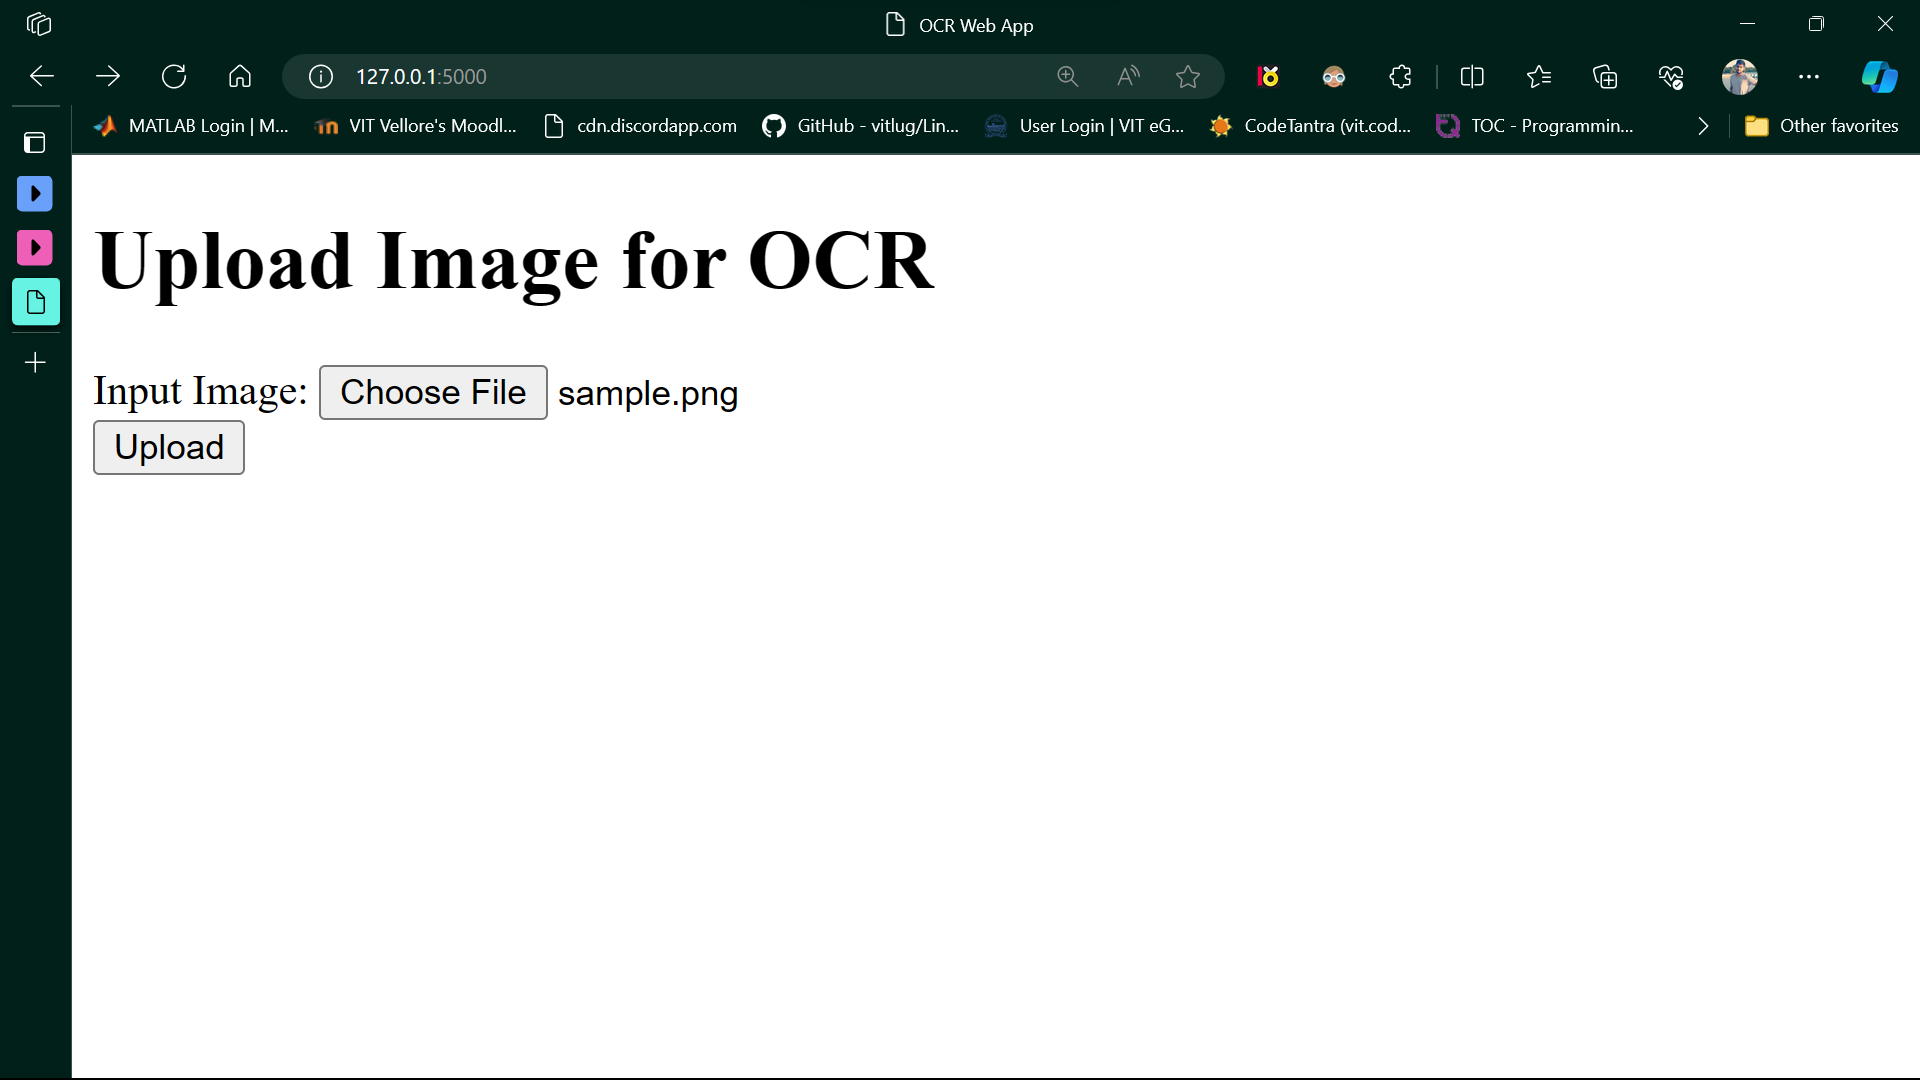 OCR Web App
127.0.0.1:5000
MATLAB Login | M... VIT Vellore's Moodl... cdn.discordapp.com GitHub - vitlug/Lin... User Login | VIT eG... CodeTantra (vit.cod... TOC - Programmin... Other favorites
Upload Image for OCR
Input Image: Choose File sample.png
Upload